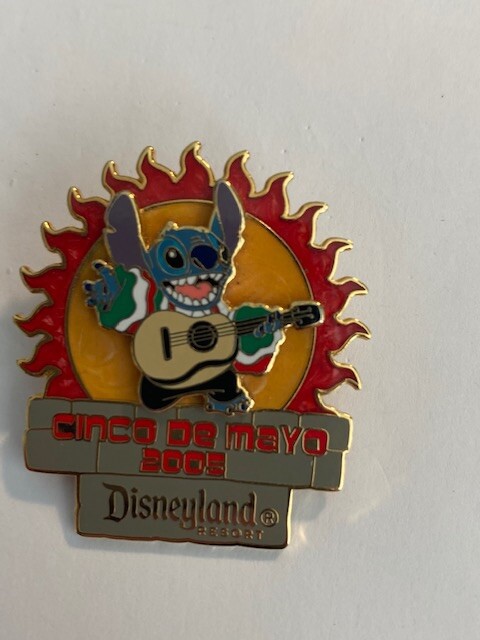 CINCO DE MAYO
2005
Disneyland®
RESORT